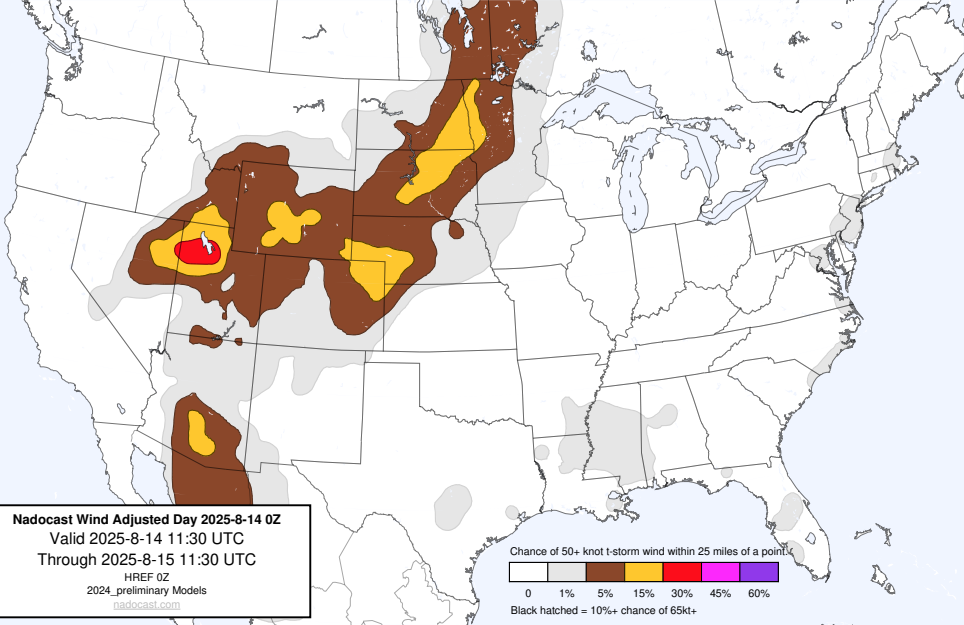 Nadocast Wind Adjusted Day 2025-8-14 0Z
Valid 2025-8-14 11:30 UTC
Through 2025-8-15 11:30 UTC
HREF 0Z
2024_preliminary Models
nadocast.com
Chance of 50+ knot t-storm wind within 25 miles of a point.
0 1% 5% 15% 30% 45% 60%
Black hatched = 10%+ chance of 65kt+